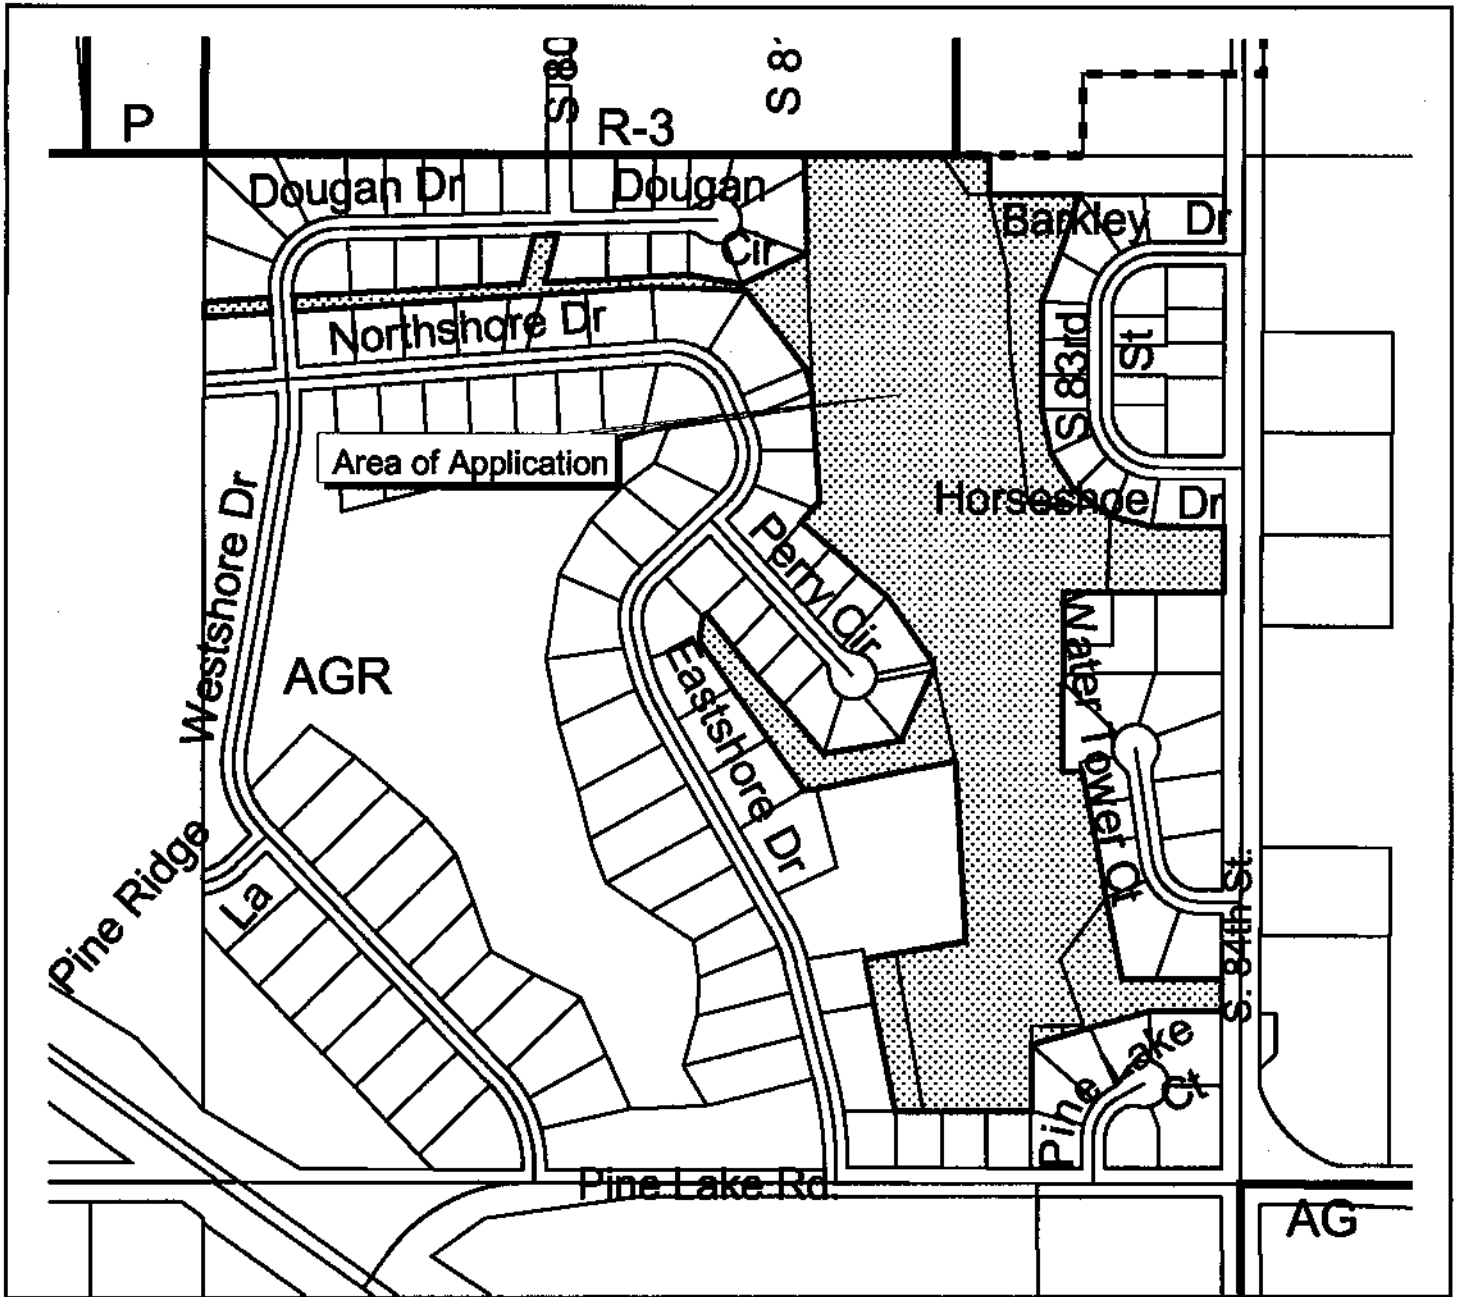 S 80
S 8
P
R-3
Dougan Dr
Dougan
Cir
Barkley Dr
Northshore Dr
S 83rd
St
Area of Application
Horseshoe Dr
Westshore Dr
Perry Cir
AGR
Eastshore Dr
Water Tower Ct
Pine Ridge
La
S. 84th St.
Pine Lake
Ct
Pine Lake Rd.
AG